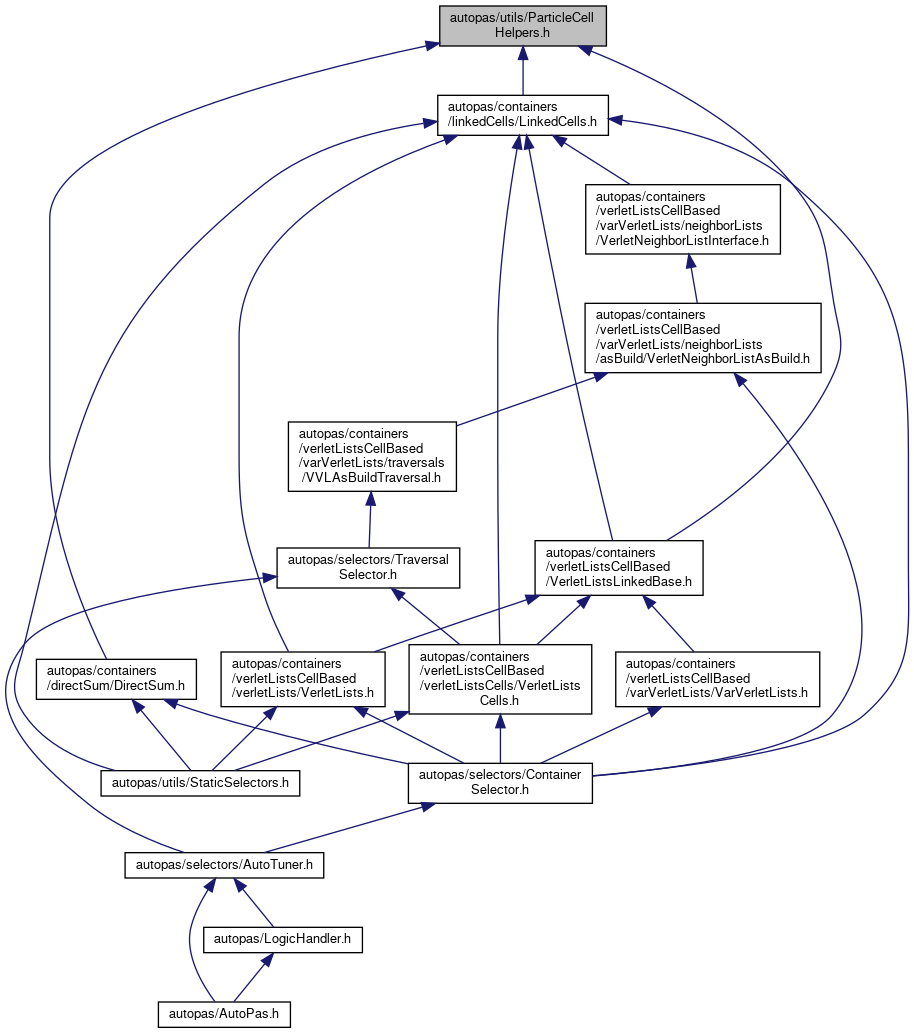 autopas/utils/ParticleCell
Helpers.h
autopas/containers
/linkedCells/LinkedCells.h
autopas/containers
/verletListsCellBased
/varVerletLists/neighborLists
/VerletNeighborListInterface.h
autopas/containers
/verletListsCellBased
/varVerletLists/neighborLists
/asBuild/VerletNeighborListAsBuild.h
autopas/containers
/verletListsCellBased
/varVerletLists/traversals
/VVLAsBuildTraversal.h
autopas/selectors/Traversal
Selector.h
autopas/containers
/verletListsCellBased
/VerletListsLinkedBase.h
autopas/containers
/directSum/DirectSum.h
autopas/containers
/verletListsCellBased
/verletLists/VerletLists.h
autopas/containers
/verletListsCellBased
/verletListsCells/VerletLists
Cells.h
autopas/containers
/verletListsCellBased
/varVerletLists/VarVerletLists.h
autopas/utils/StaticSelectors.h
autopas/selectors/Container
Selector.h
autopas/selectors/AutoTuner.h
autopas/LogicHandler.h
autopas/AutoPas.h